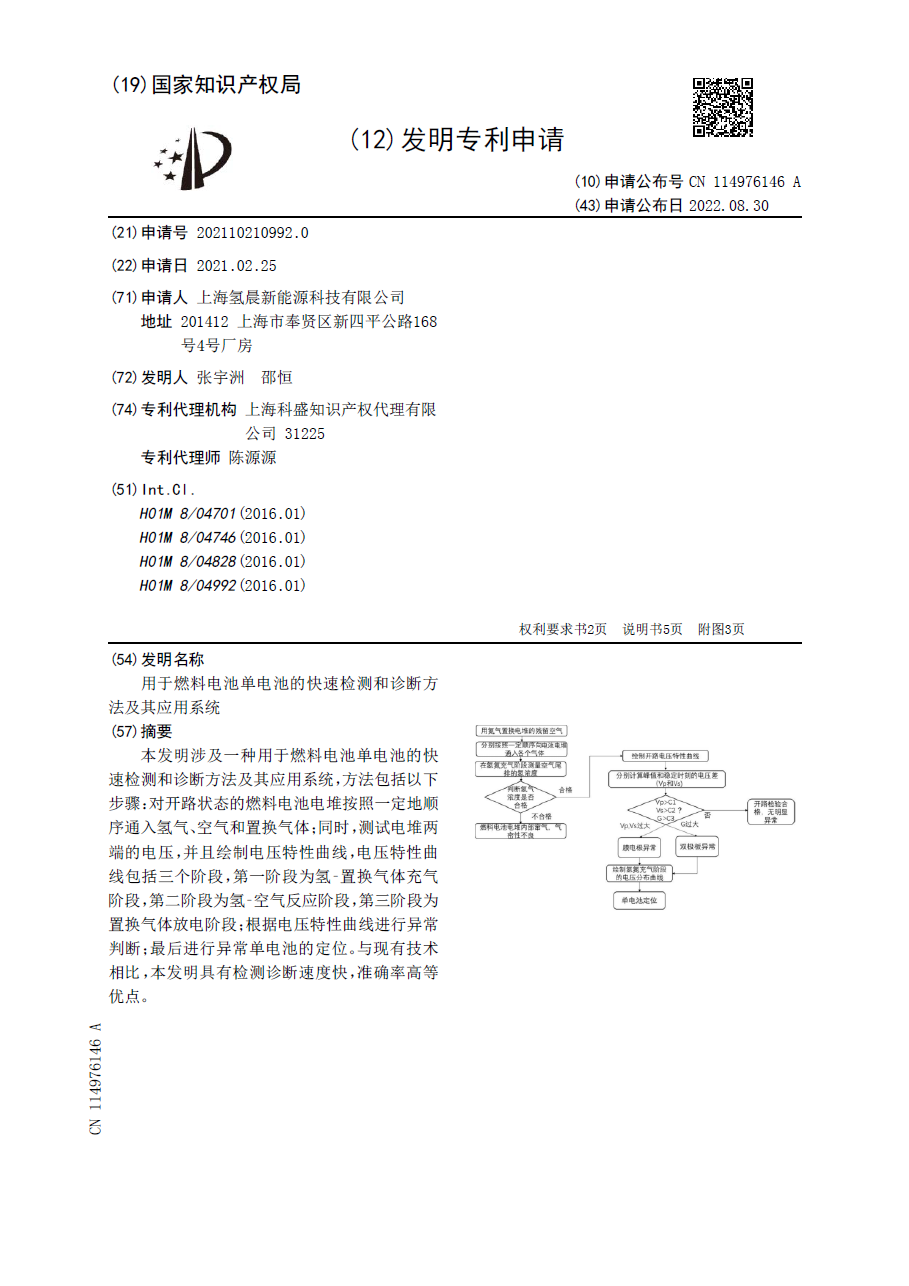 (19)国家知识产权局
(12)发明专利申请
(10)申请公布号 CN 114976146 A
(43)申请公布日 2022.08.30
(21)申请号 202110210992.0
(22)申请日 2021.02.25
(71)申请人 上海氢晨新能源科技有限公司
地址 201412 上海市奉贤区新四平公路168
号4号厂房
(72)发明人 张宇洲 邵恒
(74)专利代理机构 上海科盛知识产权代理有限
公司 31225
专利代理师 陈源源
(51)Int.Cl.
H01M 8/04701(2016.01)
H01M 8/04746(2016.01)
H01M 8/04828(2016.01)
H01M 8/04992(2016.01)
权利要求书2页 说明书5页 附图3页
(54)发明名称
用于燃料电池单电池的快速检测和诊断方
法及其应用系统
(57)摘要
本发明涉及一种用于燃料电池单电池的快
速检测和诊断方法及其应用系统,方法包括以下
步骤:对开路状态的燃料电池电堆按照一定地顺
序通入氢气、空气和置换气体;同时,测试电堆两
端的电压,并且绘制电压特性曲线,电压特性曲
线包括三个阶段,第一阶段为氢-置换气体充气
阶段,第二阶段为氢-空气反应阶段,第三阶段为
置换气体放电阶段;根据电压特性曲线进行异常
判断;最后进行异常单电池的定位。与现有技术
相比,本发明具有检测诊断速度快,准确率高等
优点。
用氮气置换电堆的残留空气
分别按照一定顺序向电池电堆
通入各个气体
在氢氮充气阶段测量空气尾
排的氢浓度
判断氢气
浓度是否
合格
合格
不合格
燃料电池电堆内部窜气、气
密性不良
绘制开路电压特性曲线
分别计算峰值和稳定时刻的电压差
(Vp和Vs)
Vp>C1
Vs>C2 ?
G>C3
否
开路检验合
格,无明显
异常
Vp,Vs过大
G过大
膜电极异常
双极板异常
绘制氢氮充气阶段
的电压分布曲线
单电池定位
CN 114976146 A